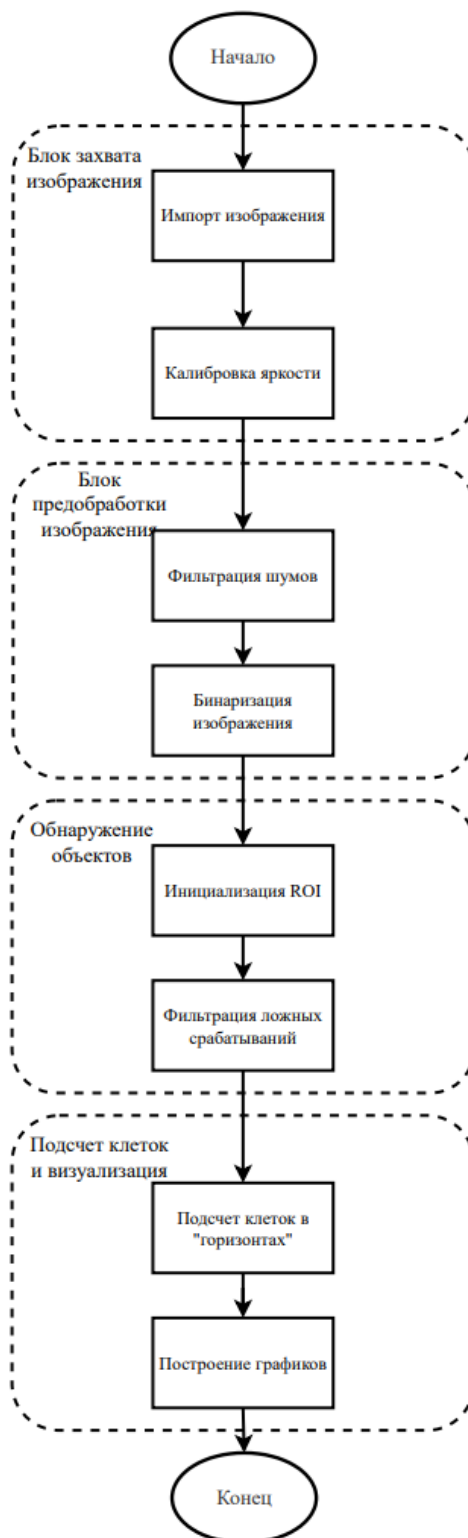 Начало
Блок захвата
изображения
Импорт изображения
Калибровка яркости
Блок
предобработки
изображения
Фильтрация шумов
Бинаризация
изображения
Обнаружение
объектов
Инициализация ROI
Фильтрация ложных
срабатываний
Подсчет клеток
и визуализация
Подсчет клеток в
"горизонтах"
Построение графиков
Конец